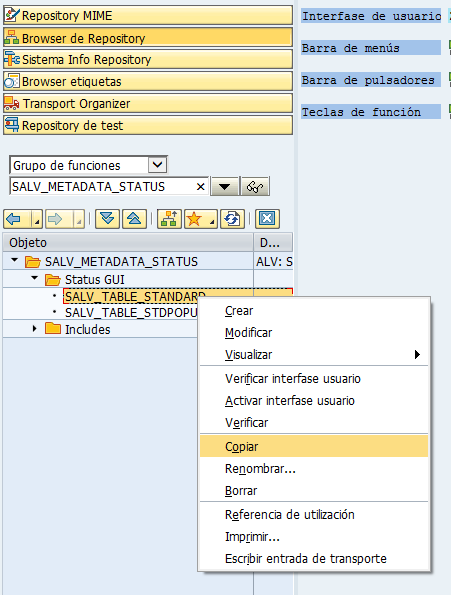 Repository MIME
Browser de Repository
Sistema Info Repository
Browser etiquetas
Transport Organizer
Repository de test
Grupo de funciones
SALV_METADATA_STATUS
Objeto
D...
SALV_METADATA_STATUS
ALV: S
Status GUI
SALV_TABLE_STANDARD
SALV_TABLE_STDPOPU
Includes
Crear
Modificar
Visualizar
Verificar interfase usuario
Activar interfase usuario
Verificar
Copiar
Renombrar...
Borrar
Referencia de utilización
Imprimir...
Escribir entrada de transporte
Interfase de usuario
Barra de menús
Barra de pulsadores
Teclas de función